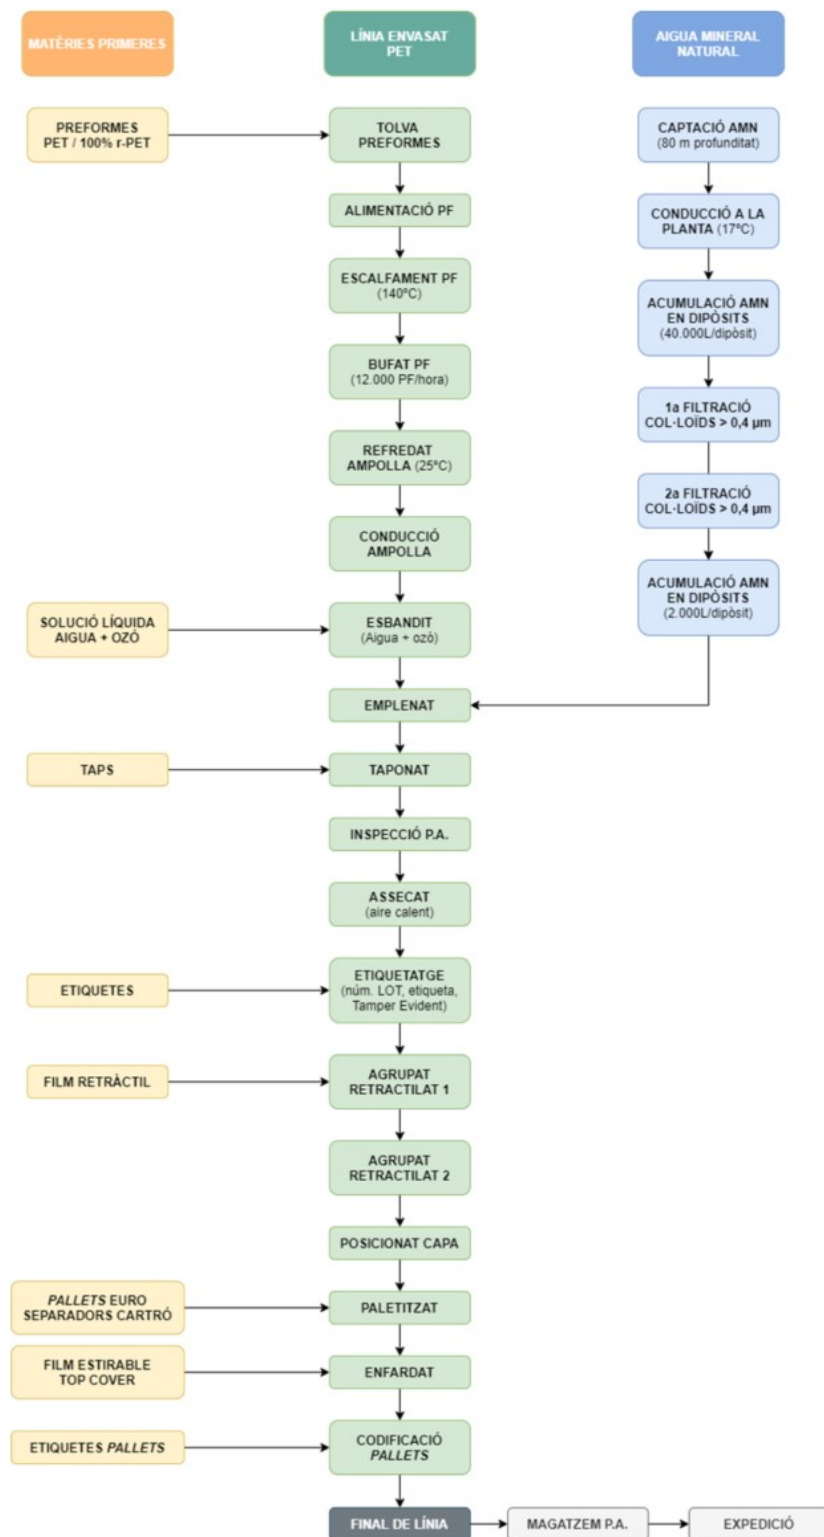 MATÈRIES PRIMERES
LÍNIA ENVASAT
PET
AIGUA MINERAL
NATURAL
PREFORMES
PET / 100% r-PET
TOLVA
PREFORMES
CAPTACIÓ AMN
(80 m profunditat)
ALIMENTACIÓ PF
CONDUCCIÓ A LA
PLANTA (17ºC)
ESCALFAMENT PF
(140ºC)
ACUMULACIÓ AMN
EN DIPÒSITS
(40.000L/dipòsit)
BUFAT PF
(12.000 PF/hora)
1a FILTRACIÓ
COL·LOÏDS > 0,4 µm
REFREDAT
AMPOLLA (25ºC)
2a FILTRACIÓ
COL·LOÏDS > 0,4 µm
CONDUCCIÓ
AMPOLLA
ACUMULACIÓ AMN
EN DIPÒSITS
(2.000L/dipòsit)
SOLUCIÓ LÍQUIDA
AIGUA + OZÓ
ESBANDIT
(Aigua + ozò)
EMPLENAT
TAPS
TAPONAT
INSPECCIÓ P.A.
ASSECAT
(aire calent)
ETIQUETES
ETIQUETATGE
(núm. LOT, etiqueta,
Tamper Evident)
FILM RETRÀCTIL
AGRUPAT
RETRACTILAT 1
AGRUPAT
RETRACTILAT 2
POSICIONAT CAPA
PALLETS EURO
SEPARADORS CARTRÓ
PALETITZAT
FILM ESTIRABLE
TOP COVER
ENFARDAT
ETIQUETES PALLETS
CODIFICACIÓ
PALLETS
FINAL DE LÍNIA
MAGATZEM P.A.
EXPEDICIÓ